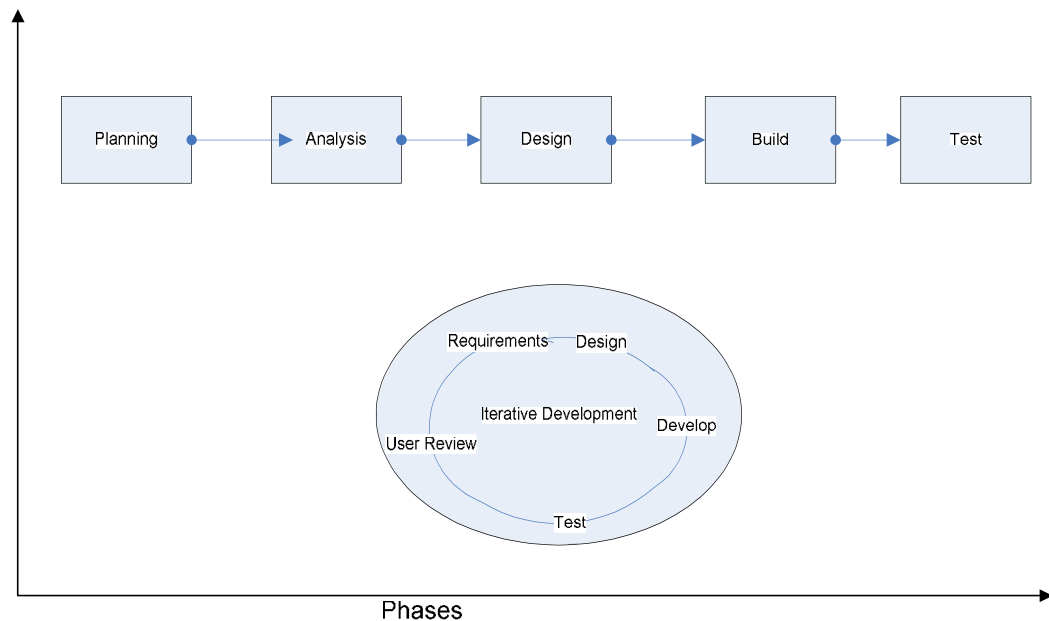 Planning
Analysis
Design
Build
Test
Requirements
Design
Iterative Development
Develop
User Review
Test
Phases